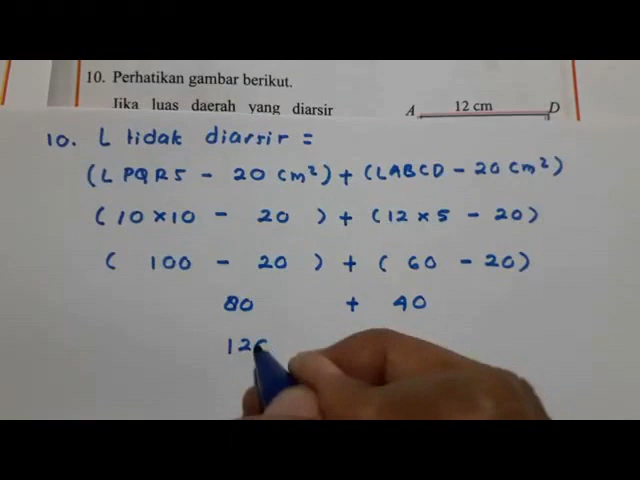 10. Perhatikan gambar berikut.
Jika luas daerah yang diarsir
A 12 cm D
10. L tidak diarsir =
(L PQRS - 20 cm²) + (L ABCD - 20 cm²)
(10 x 10 - 20 ) + (12 x 5 - 20)
( 100 - 20 ) + ( 60 - 20)
80 + 40
120